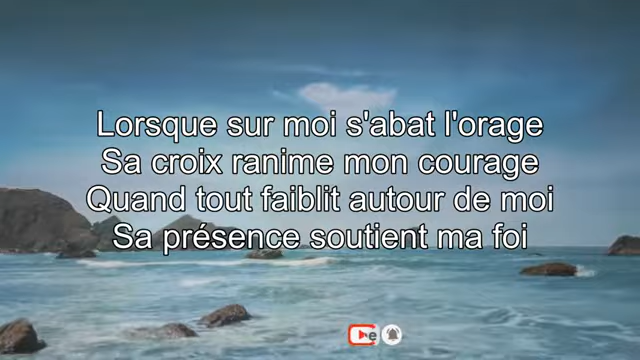 Lorsque sur moi s'abat l'orage
Sa croix ranime mon courage
Quand tout faiblit autour de moi
Sa présence soutient ma foi